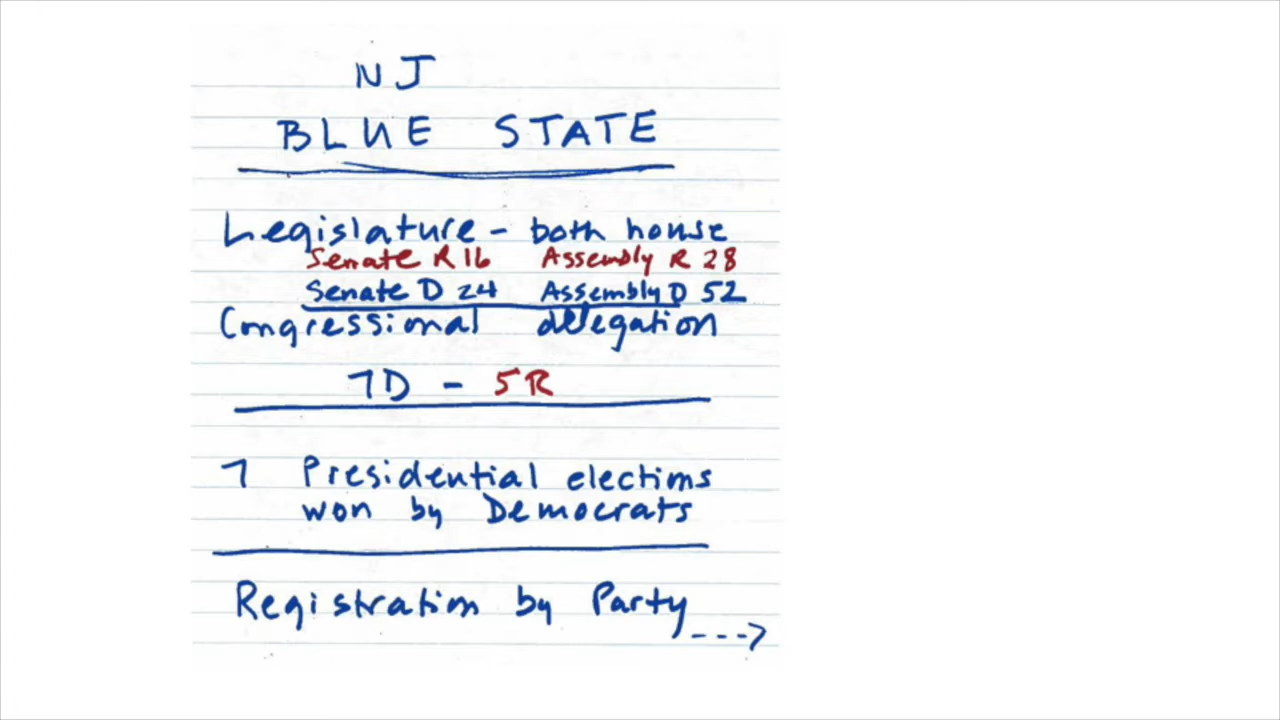 NJ
BLUE STATE
Legislature - both house
Senate R 16 Assembly R 28
Senate D 24 Assembly D 52
Congressional delegation
7D - 5R
7 Presidential elections
won by Democrats
Registration by Party
--->